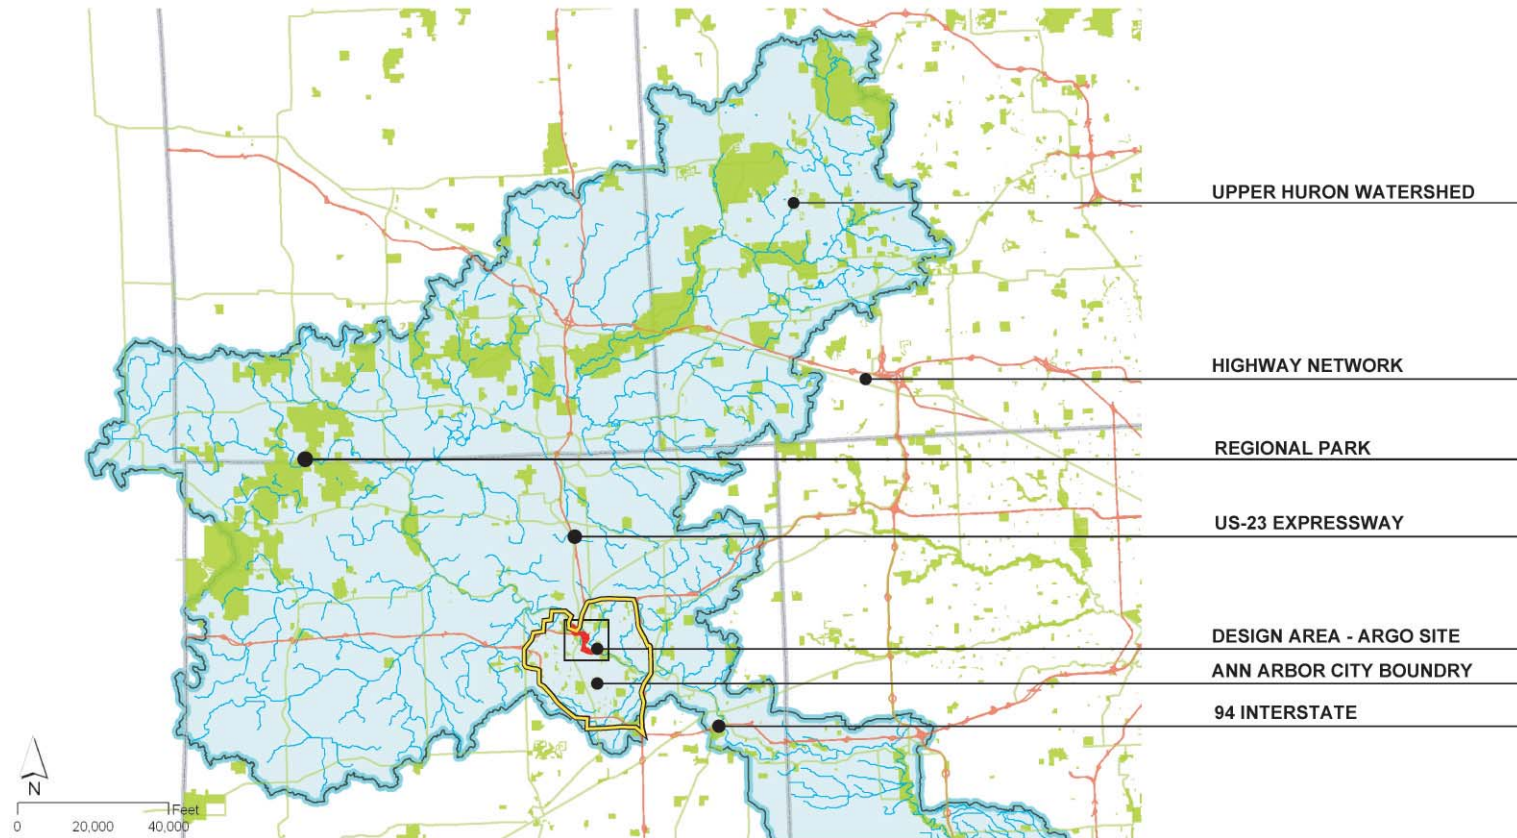 UPPER HURON WATERSHED
HIGHWAY NETWORK
REGIONAL PARK
US-23 EXPRESSWAY
DESIGN AREA - ARGO SITE
ANN ARBOR CITY BOUNDRY
94 INTERSTATE
N
Feet
0 20,000 40,000